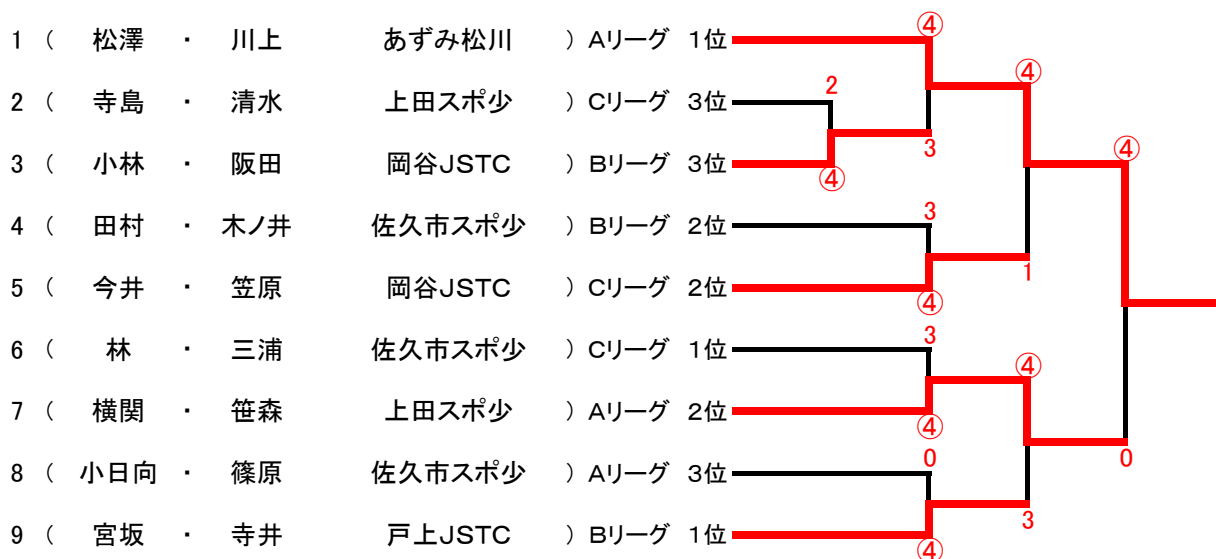 ④
1 ( 松澤 ・ 川上 あずみ松川 ) Aリーグ 1位
④
2
2 ( 寺島 ・ 清水 上田スポ少 ) Cリーグ 3位
3
④
3 ( 小林 ・ 阪田 岡谷JSTC ) Bリーグ 3位
④
3
4 ( 田村 ・ 木ノ井 佐久市スポ少 ) Bリーグ 2位
1
5 ( 今井 ・ 笠原 岡谷JSTC ) Cリーグ 2位
④
3
6 ( 林 ・ 三浦 佐久市スポ少 ) Cリーグ 1位
④
7 ( 横関 ・ 笹森 上田スポ少 ) Aリーグ 2位
④
0
0
8 ( 小日向 ・ 篠原 佐久市スポ少 ) Aリーグ 3位
3
9 ( 宮坂 ・ 寺井 戸上JSTC ) Bリーグ 1位
④